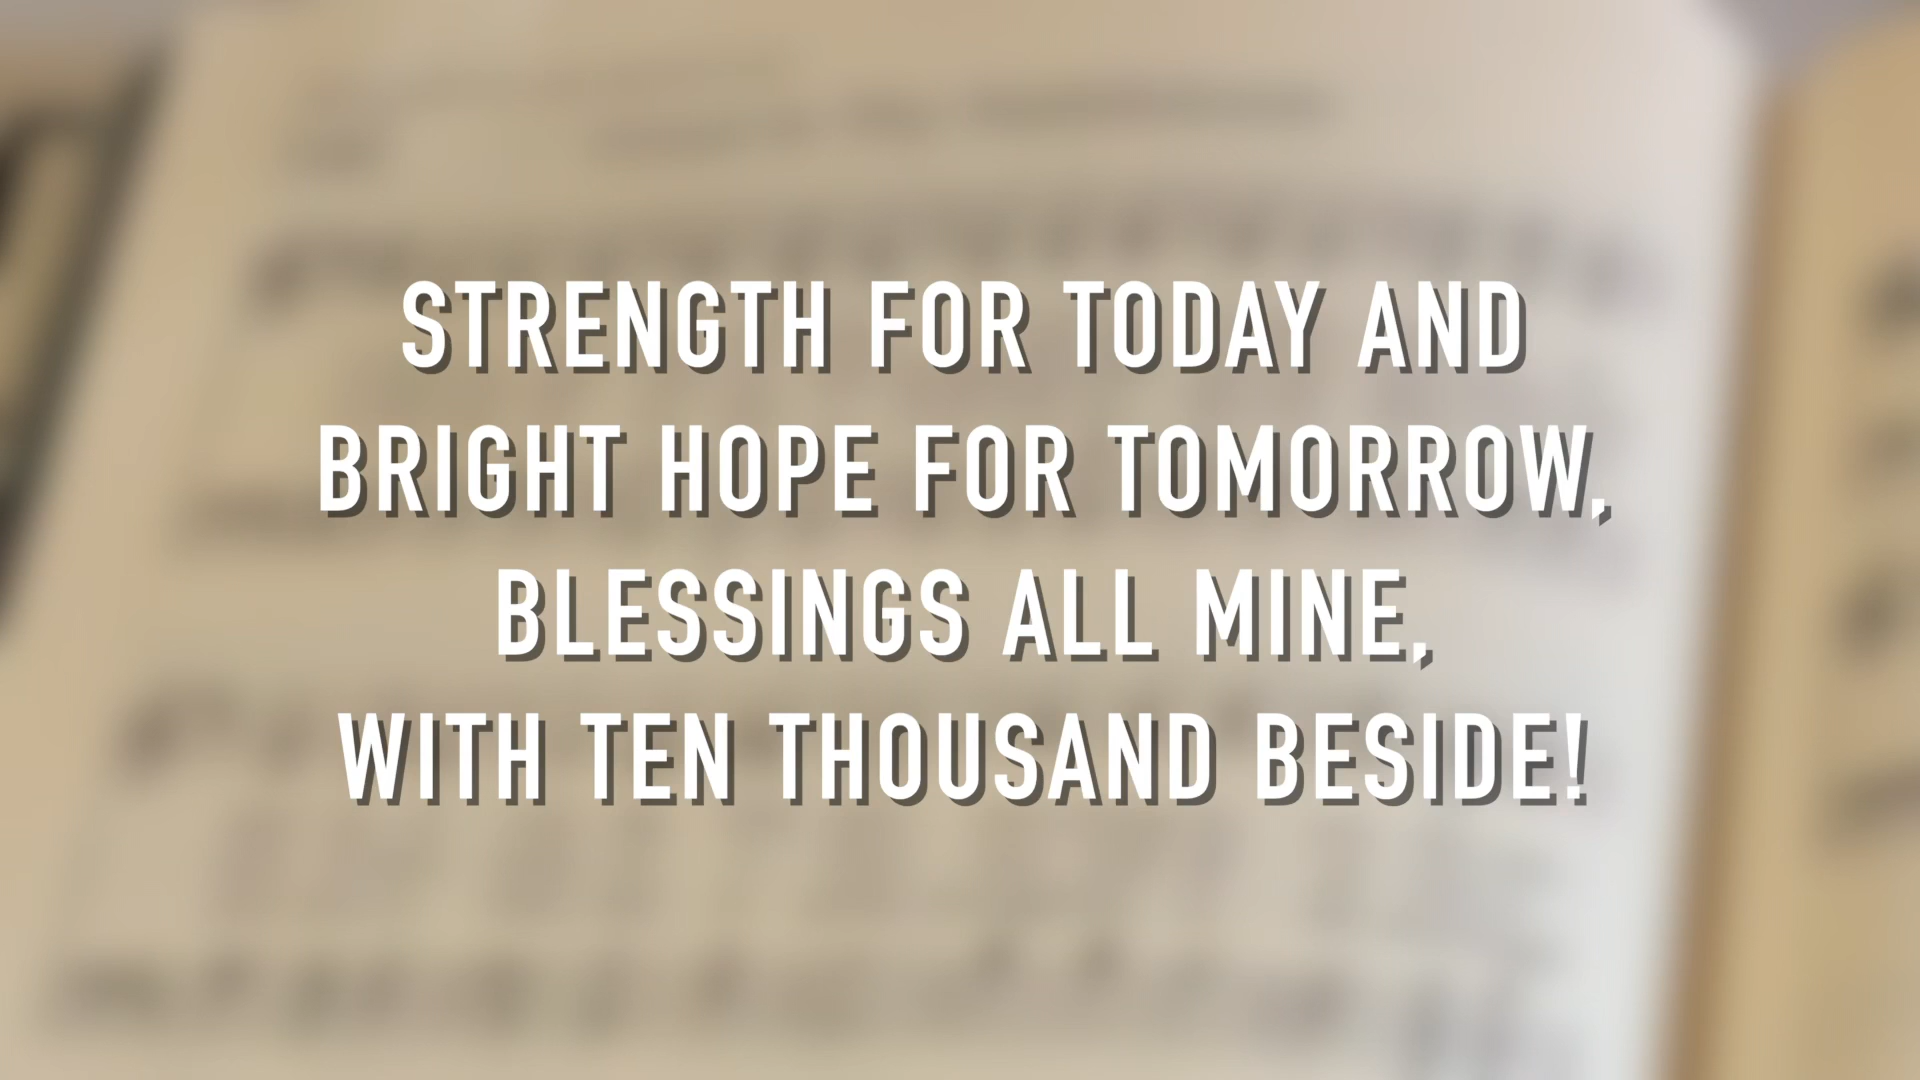 STRENGTH FOR TODAY AND
BRIGHT HOPE FOR TOMORROW,
BLESSINGS ALL MINE,
WITH TEN THOUSAND BESIDE!